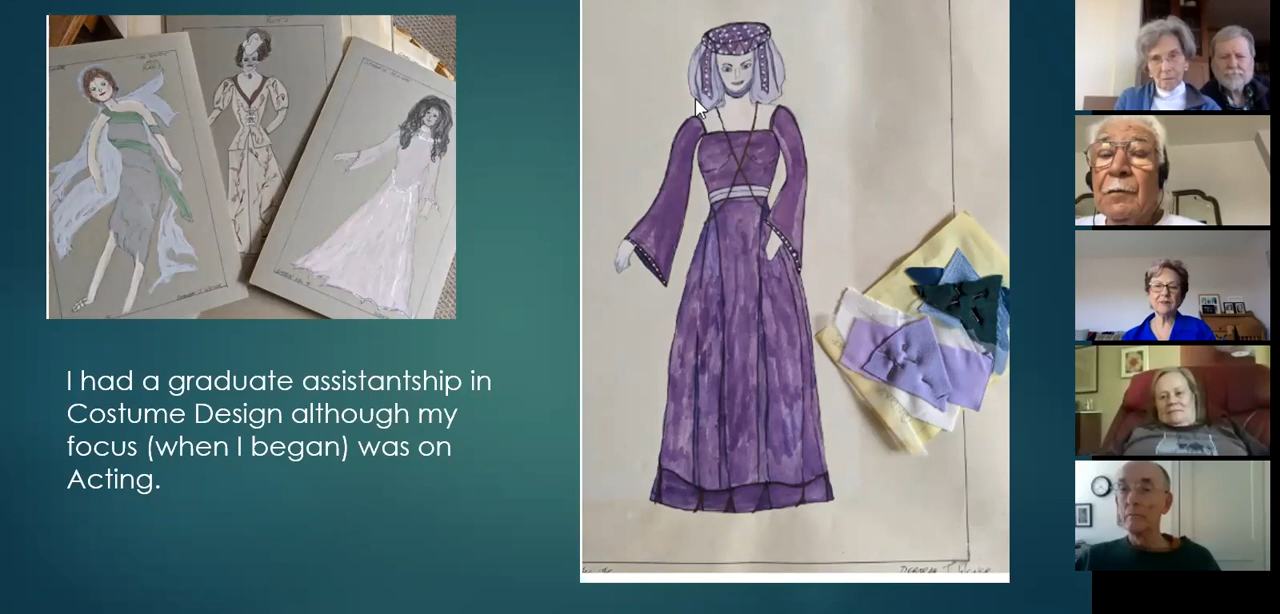 I had a graduate assistantship in
Costume Design although my
focus (when I began) was on
Acting.